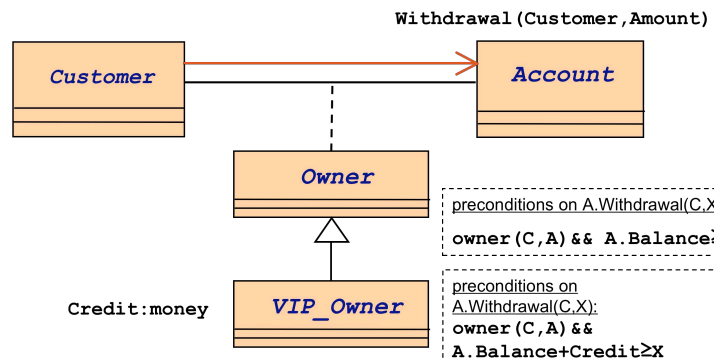 Withdrawal(Customer,Amount)
Customer
Account
Owner
preconditions on A.Withdrawal(C,X
owner(C,A)&& A.Balance≥
Credit:money
VIP_Owner
preconditions on
A.Withdrawal(C,X):
owner(C,A)&&
A.Balance+Credit≥X